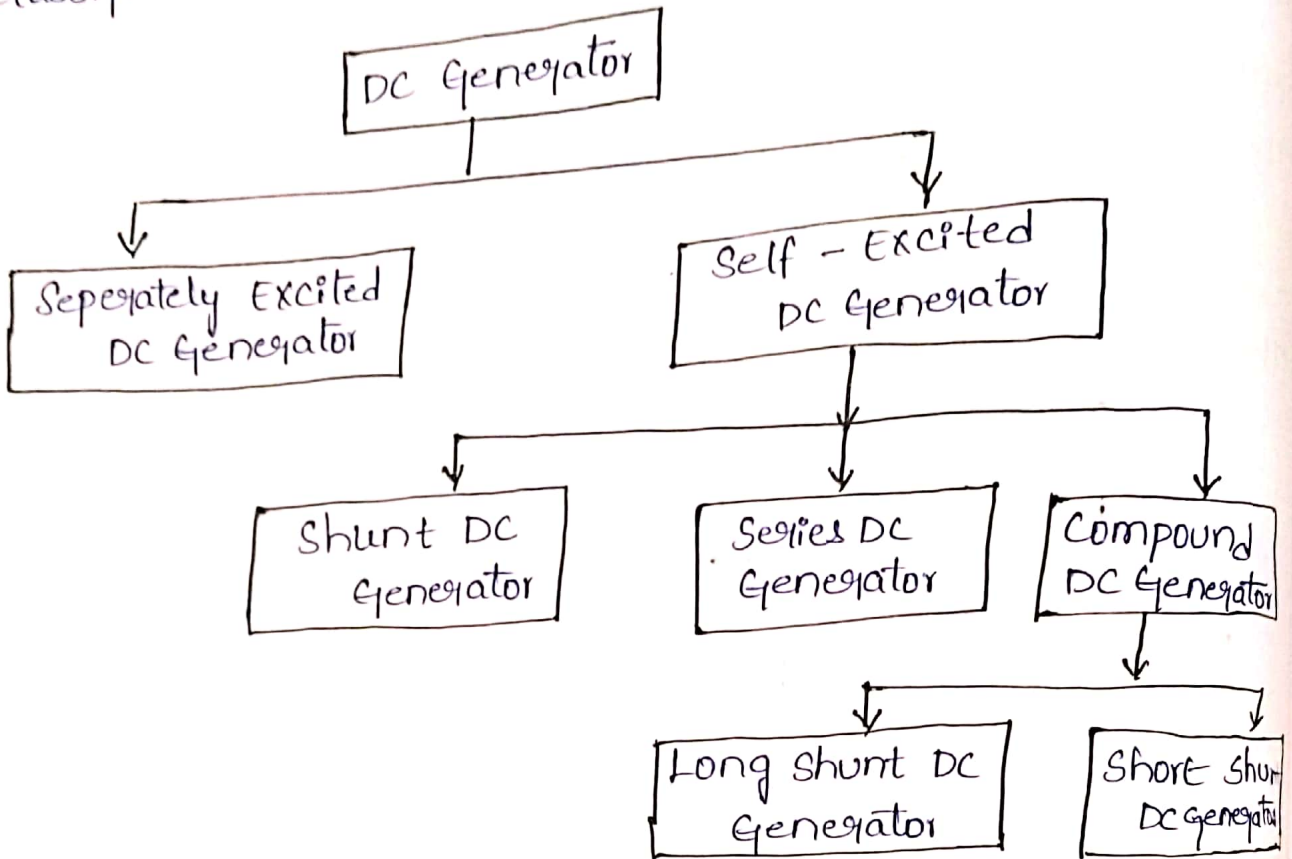 DC Generator
Seperately Excited
DC Generator
Self - Excited
DC Generator
Shunt DC
Generator
Series DC
Generator
Compound
DC Generator
Long Shunt DC
Generator
Short Shun
DC Generator